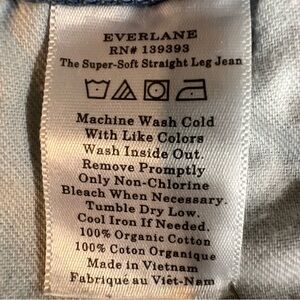 EVERLANE
RN# 139393
The Super-Soft Straight Leg Jean
Machine Wash Cold
With Like Colors
Wash Inside Out.
Remove Promptly
Only Non-Chlorine
Bleach When Necessary.
Tumble Dry Low.
Cool Iron If Needed.
100% Organic Cotton
100% Coton Organique
Made in Vietnam
Fabriqué au Viêt-Nam